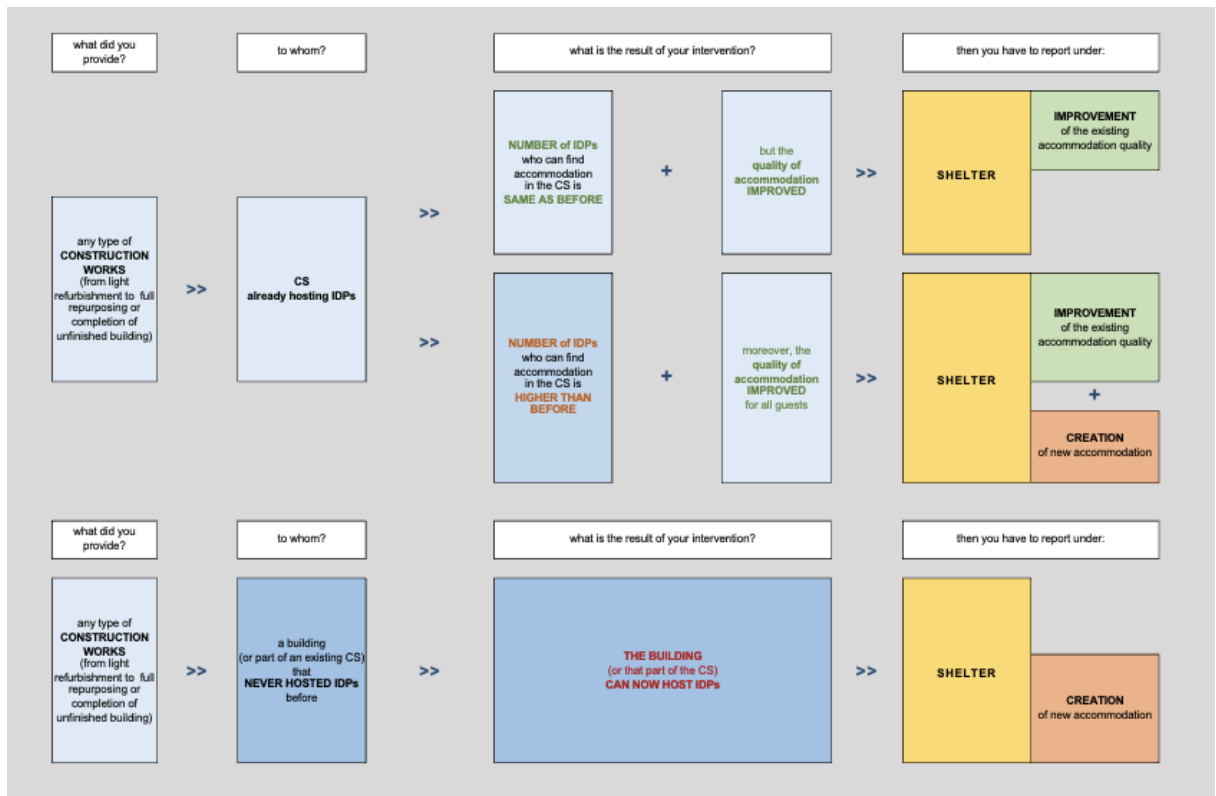 what did you
provide?
to whom?
what is the result of your intervention?
then you have to report under:
any type of
CONSTRUCTION
WORKS
(from light
refurbishment to full
repurposing or
completion of
unfinished building)
>>
CS
already hosting IDPs
>>
NUMBER of IDPs
who can find
accommodation
in the CS is
SAME AS BEFORE
+
but the
quality of
accommodation
IMPROVED
>>
SHELTER
IMPROVEMENT
of the existing
accommodation quality
>>
NUMBER of IDPs
who can find
accommodation
in the CS is
HIGHER THAN
BEFORE
+
moreover, the
quality of
accommodation
IMPROVED
for all guests
>>
SHELTER
IMPROVEMENT
of the existing
accommodation quality
+
CREATION
of new accommodation
what did you
provide?
to whom?
what is the result of your intervention?
then you have to report under:
any type of
CONSTRUCTION
WORKS
(from light
refurbishment to full
repurposing or
completion of
unfinished building)
>>
a building
(or part of an existing CS)
that
NEVER HOSTED IDPs
before
>>
THE BUILDING
(or that part of the CS)
CAN NOW HOST IDPs
>>
SHELTER
CREATION
of new accommodation